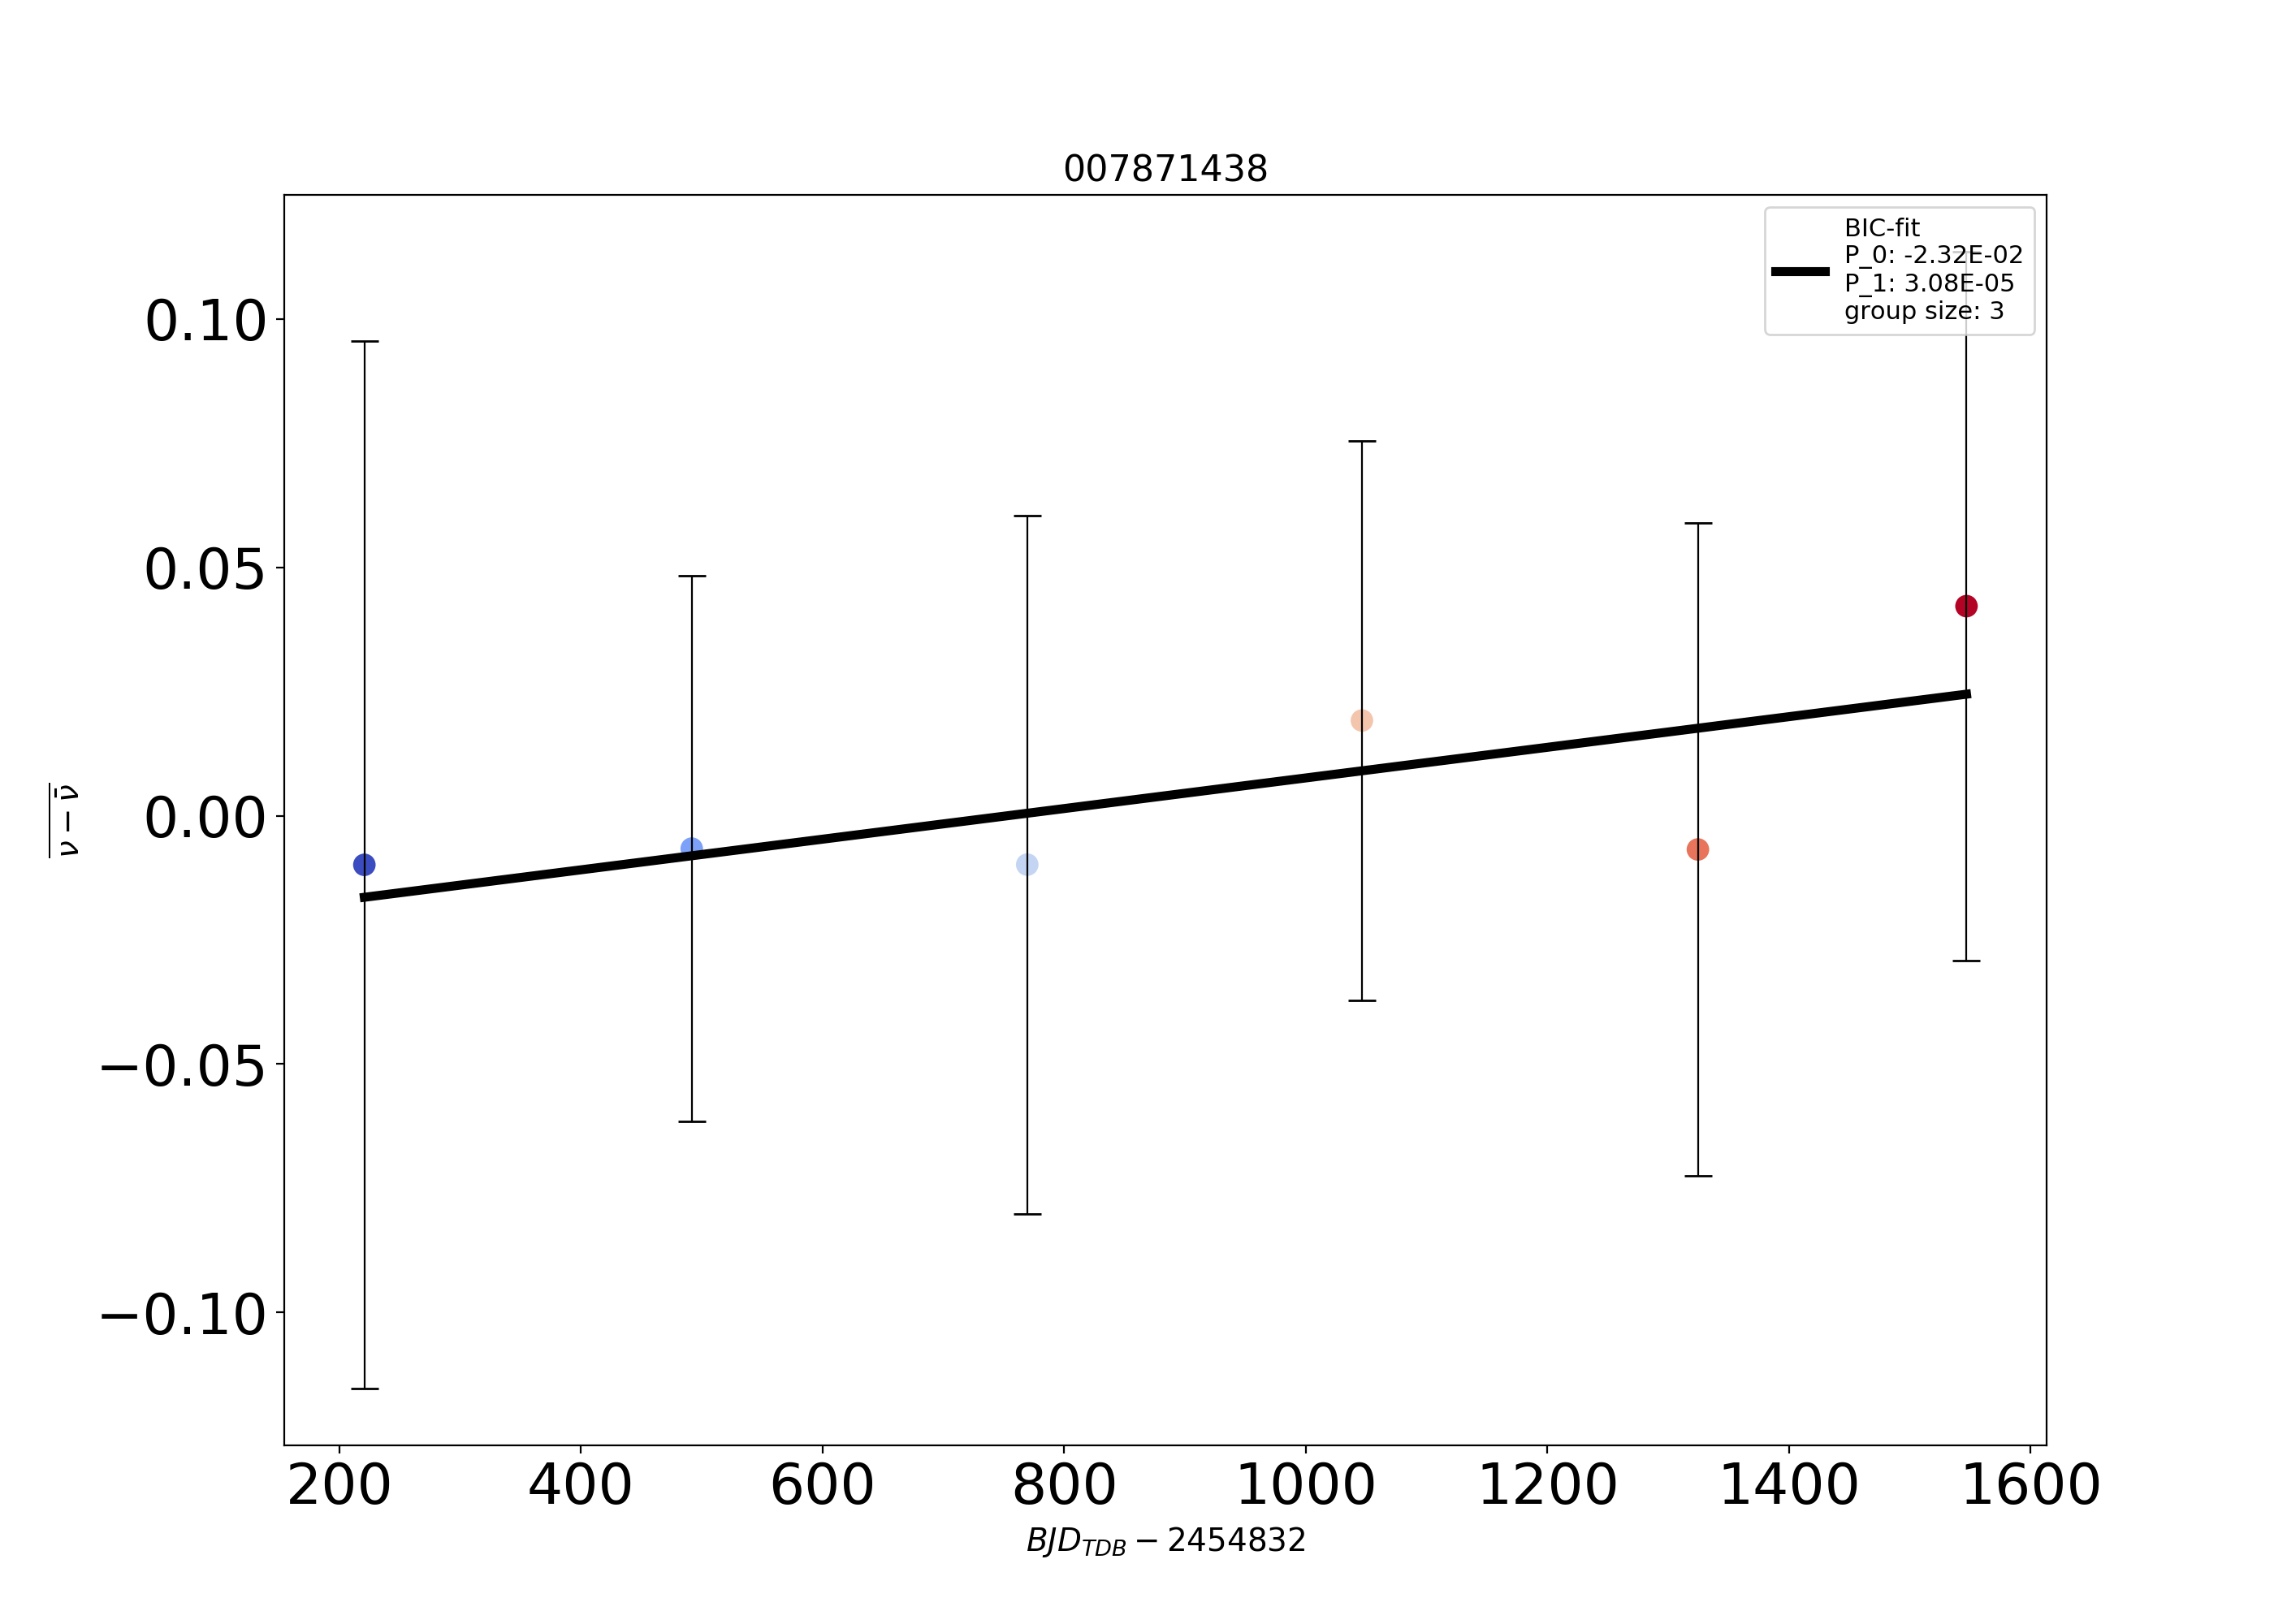 007871438
BIC-fit
P_0: -2.32E-02
P_1: 3.08E-05
group size: 3
0.10
0.05
0.00
−0.05
−0.10
ν − ν̄
200 400 600 800 1000 1200 1400 1600
BJD_TDB − 2454832